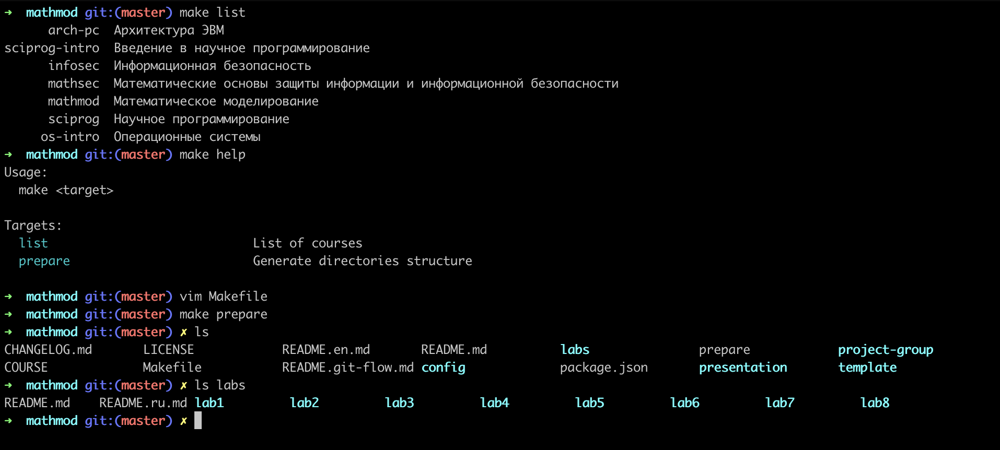 ➜  mathmod git:(master) make list
      arch-pc  Архитектура ЭВМ
sciprog-intro  Введение в научное программирование
      infosec  Информационная безопасность
      mathsec  Математические основы защиты информации и информационной безопасности
      mathmod  Математическое моделирование
      sciprog  Научное программирование
     os-intro  Операционные системы
➜  mathmod git:(master) make help
Usage:
  make <target>

Targets:
  list                            List of courses
  prepare                         Generate directories structure

➜  mathmod git:(master) vim Makefile
➜  mathmod git:(master) make prepare
➜  mathmod git:(master) ✗ ls
CHANGELOG.md       LICENSE            README.en.md       README.md          labs               prepare            project-group
COURSE             Makefile           README.git-flow.md config             package.json       presentation       template
➜  mathmod git:(master) ✗ ls labs
README.md    README.ru.md lab1         lab2         lab3         lab4         lab5         lab6         lab7         lab8
➜  mathmod git:(master) ✗